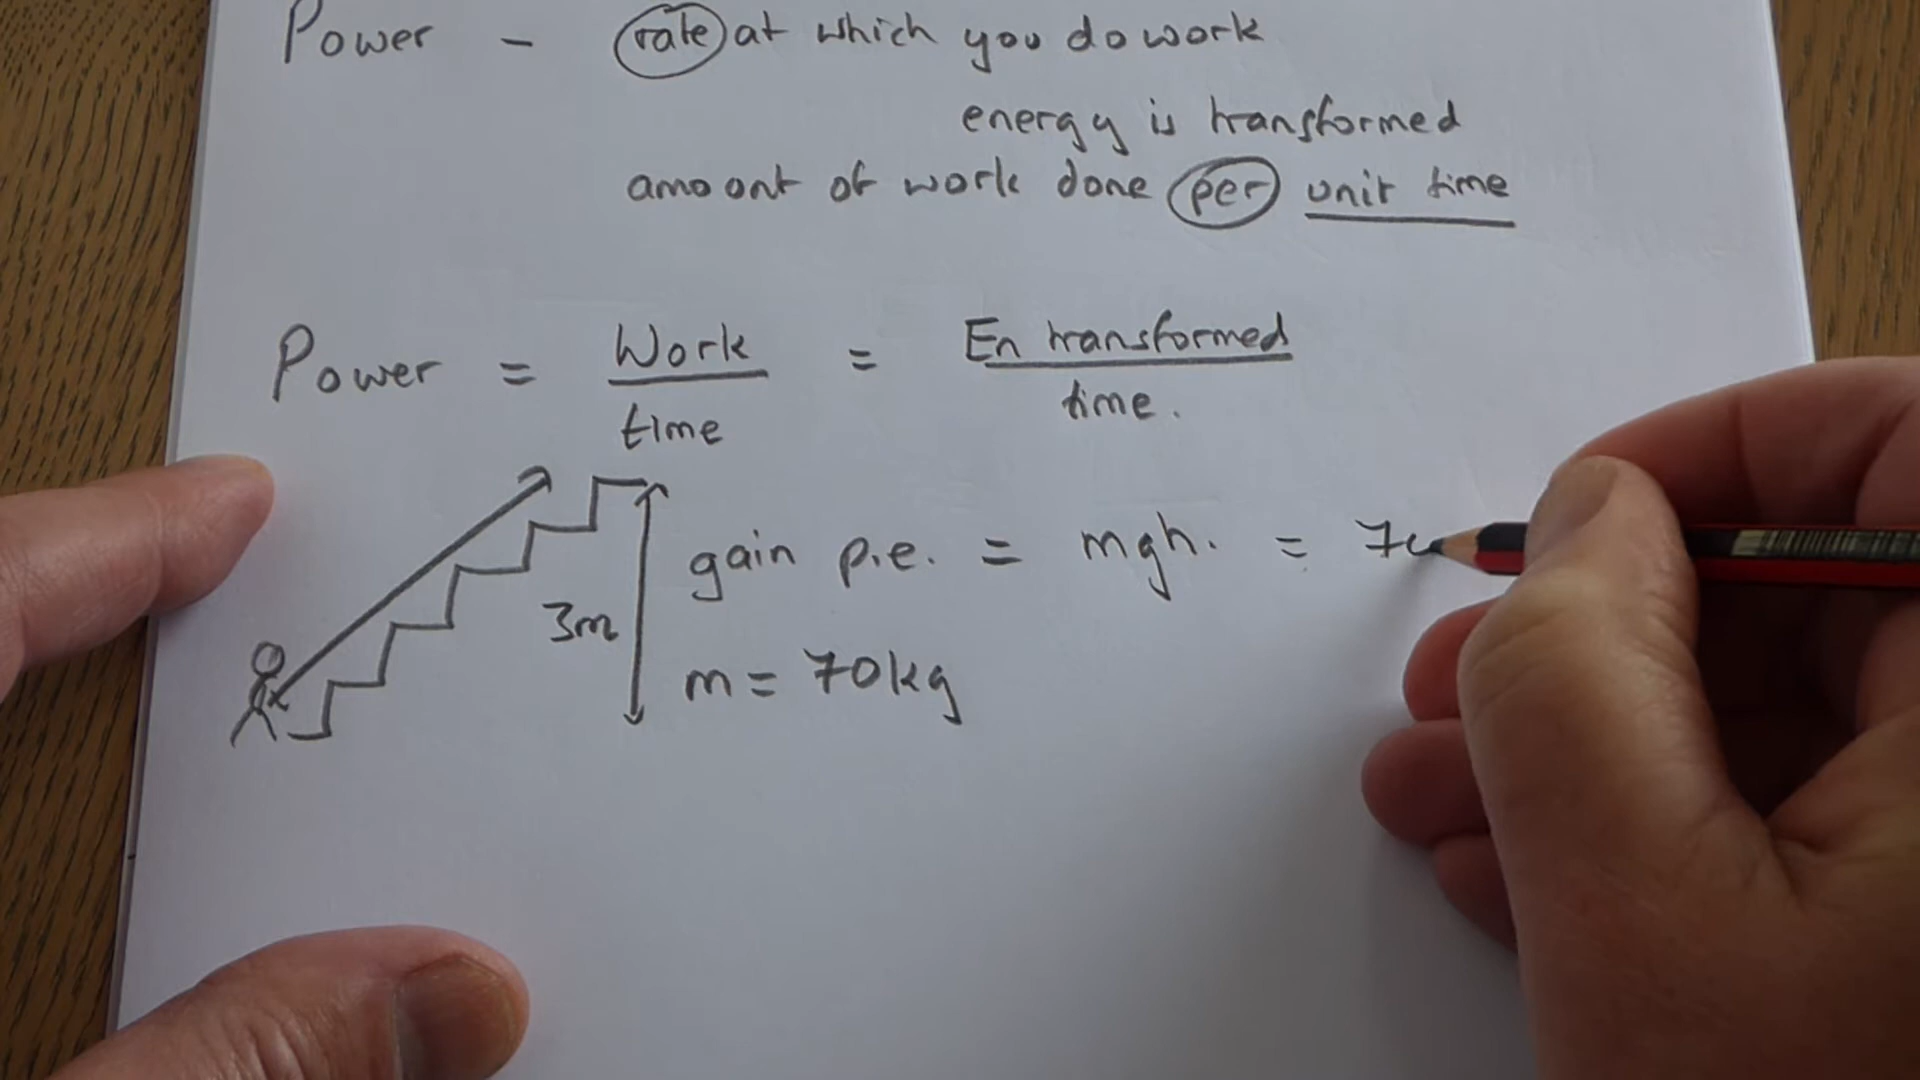 Power - rate at which you do work
energy is transformed
amount of work done per unit time
Power = Work / time = En transformed / time.
gain p.e. = mgh. = 70
3m
m = 70kg